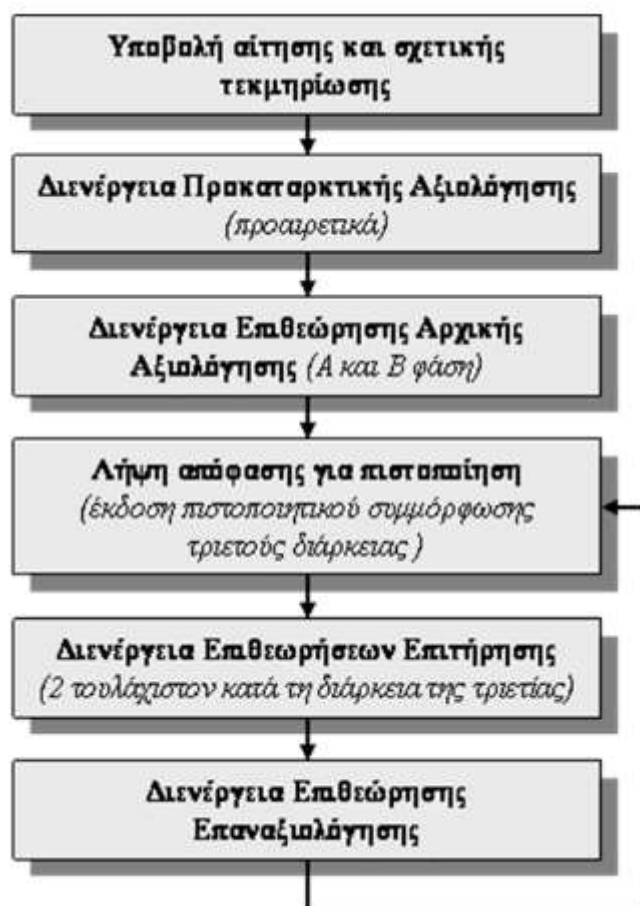 Υποβολή αίτησης και σχετικής
τεκμηρίωσης
Διενέργεια Προκαταρκτικής Αξιολόγησης
(προαιρετικά)
Διενέργεια Επιθεώρησης Αρχικής
Αξιολόγησης (Α και Β φάση)
Λήψη απόφασης για πιστοποίηση
(έκδοση πιστοποιητικού συμμόρφωσης
τριετούς διάρκειας )
Διενέργεια Επιθεωρήσεων Επιτήρησης
(2 τουλάχιστον κατά τη διάρκεια της τριετίας)
Διενέργεια Επιθεώρησης
Επαναξιολόγησης